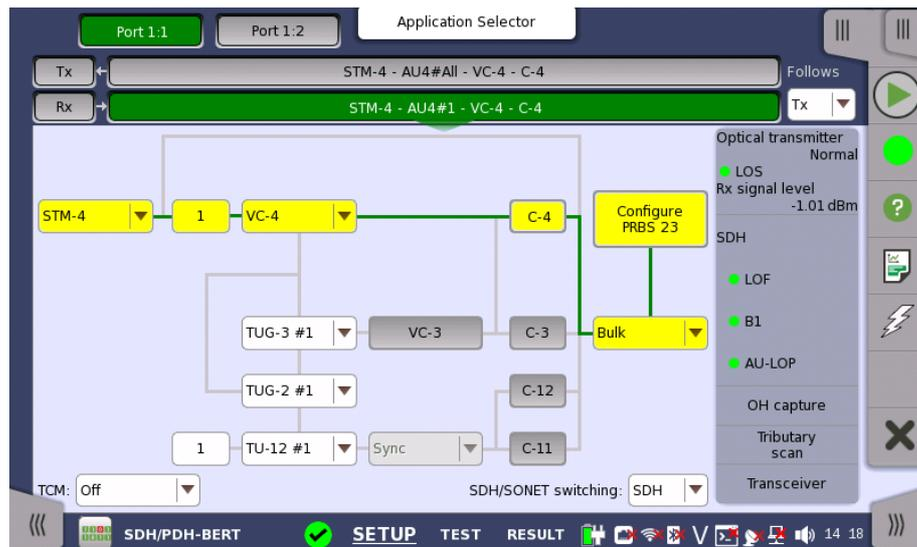 Port 1:1
Port 1:2
Application Selector
Tx
STM-4 - AU4#All - VC-4 - C-4
Follows
Rx
STM-4 - AU4#1 - VC-4 - C-4
Tx
Optical transmitter
Normal
LOS
Rx signal level
-1.01 dBm
STM-4
1
VC-4
C-4
Configure
PRBS 23
SDH
LOF
TUG-3 #1
VC-3
C-3
Bulk
B1
AU-LOP
TUG-2 #1
C-12
OH capture
1
TU-12 #1
Sync
C-11
Tributary
scan
TCM: Off
SDH/SONET switching: SDH
Transceiver
SDH/PDH-BERT
SETUP
TEST
RESULT
14 18